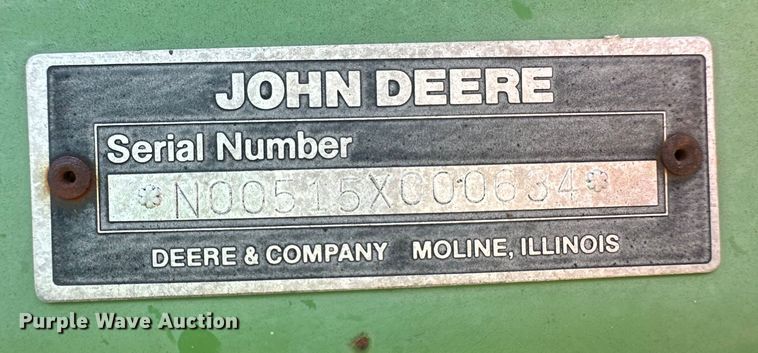 JOHN DEERE
Serial Number
*N00515X000634*
DEERE & COMPANY MOLINE, ILLINOIS
Purple Wave Auction